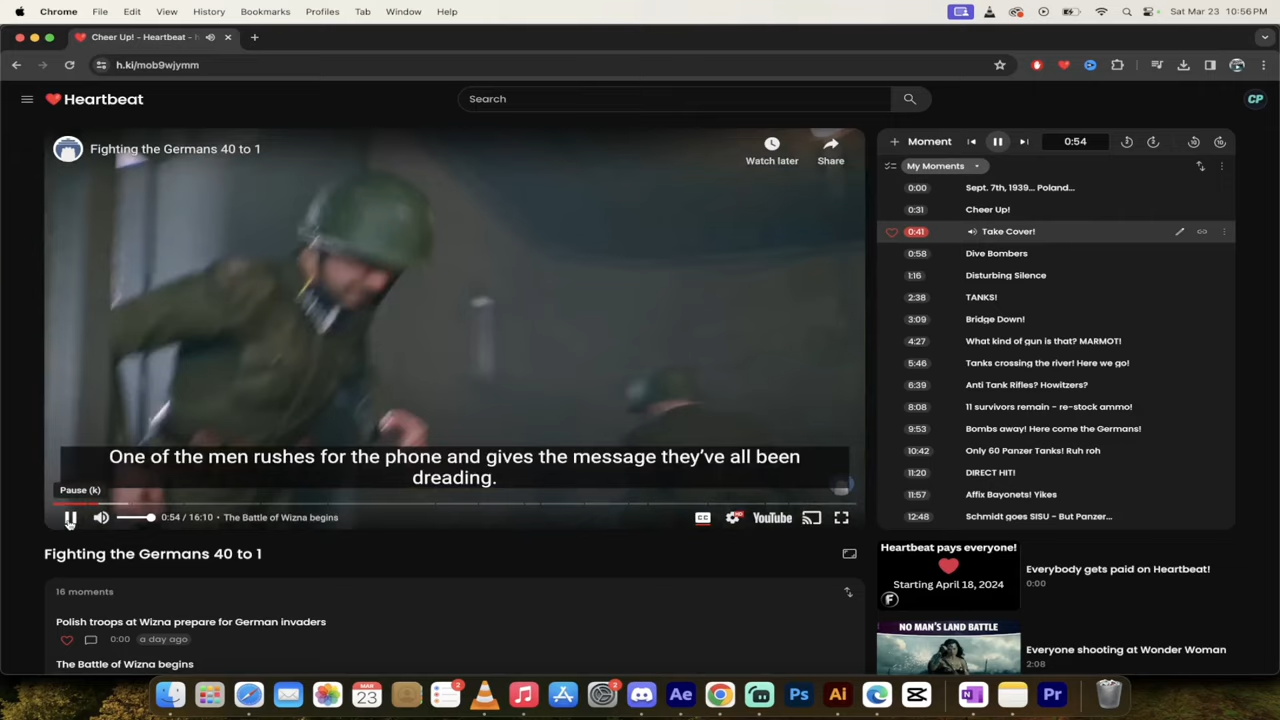 Chrome File Edit View History Bookmarks Profiles Tab Window Help
Sat Mar 23 10:56 PM
Cheer Up! - Heartbeat -
h.ki/mob9wjymm
Heartbeat
Search
CP
Fighting the Germans 40 to 1
Watch later
Share
One of the men rushes for the phone and gives the message they've all been
dreading.
Pause (k)
0:54 / 16:10 • The Battle of Wizna begins
CC
HD
YouTube
Moment
0:54
My Moments
0:00 Sept. 7th, 1939... Poland...
0:31 Cheer Up!
0:41 Take Cover!
0:58 Dive Bombers
1:16 Disturbing Silence
2:38 TANKS!
3:09 Bridge Down!
4:27 What kind of gun is that? MARMOT!
5:46 Tanks crossing the river! Here we go!
6:39 Anti Tank Rifles? Howitzers?
8:08 11 survivors remain - re-stock ammo!
9:53 Bombs away! Here come the Germans!
10:42 Only 60 Panzer Tanks! Ruh roh
11:20 DIRECT HIT!
11:57 Affix Bayonets! Yikes
12:48 Schmidt goes SISU - But Panzer...
Fighting the Germans 40 to 1
16 moments
Polish troops at Wizna prepare for German invaders
0:00 a day ago
The Battle of Wizna begins
Heartbeat pays everyone!
Starting April 18, 2024
F
Everybody gets paid on Heartbeat!
0:00
NO MAN'S LAND BATTLE
Everyone shooting at Wonder Woman
2:08
MAR
23
2
2
Ae
Ps
Ai
N
Pr